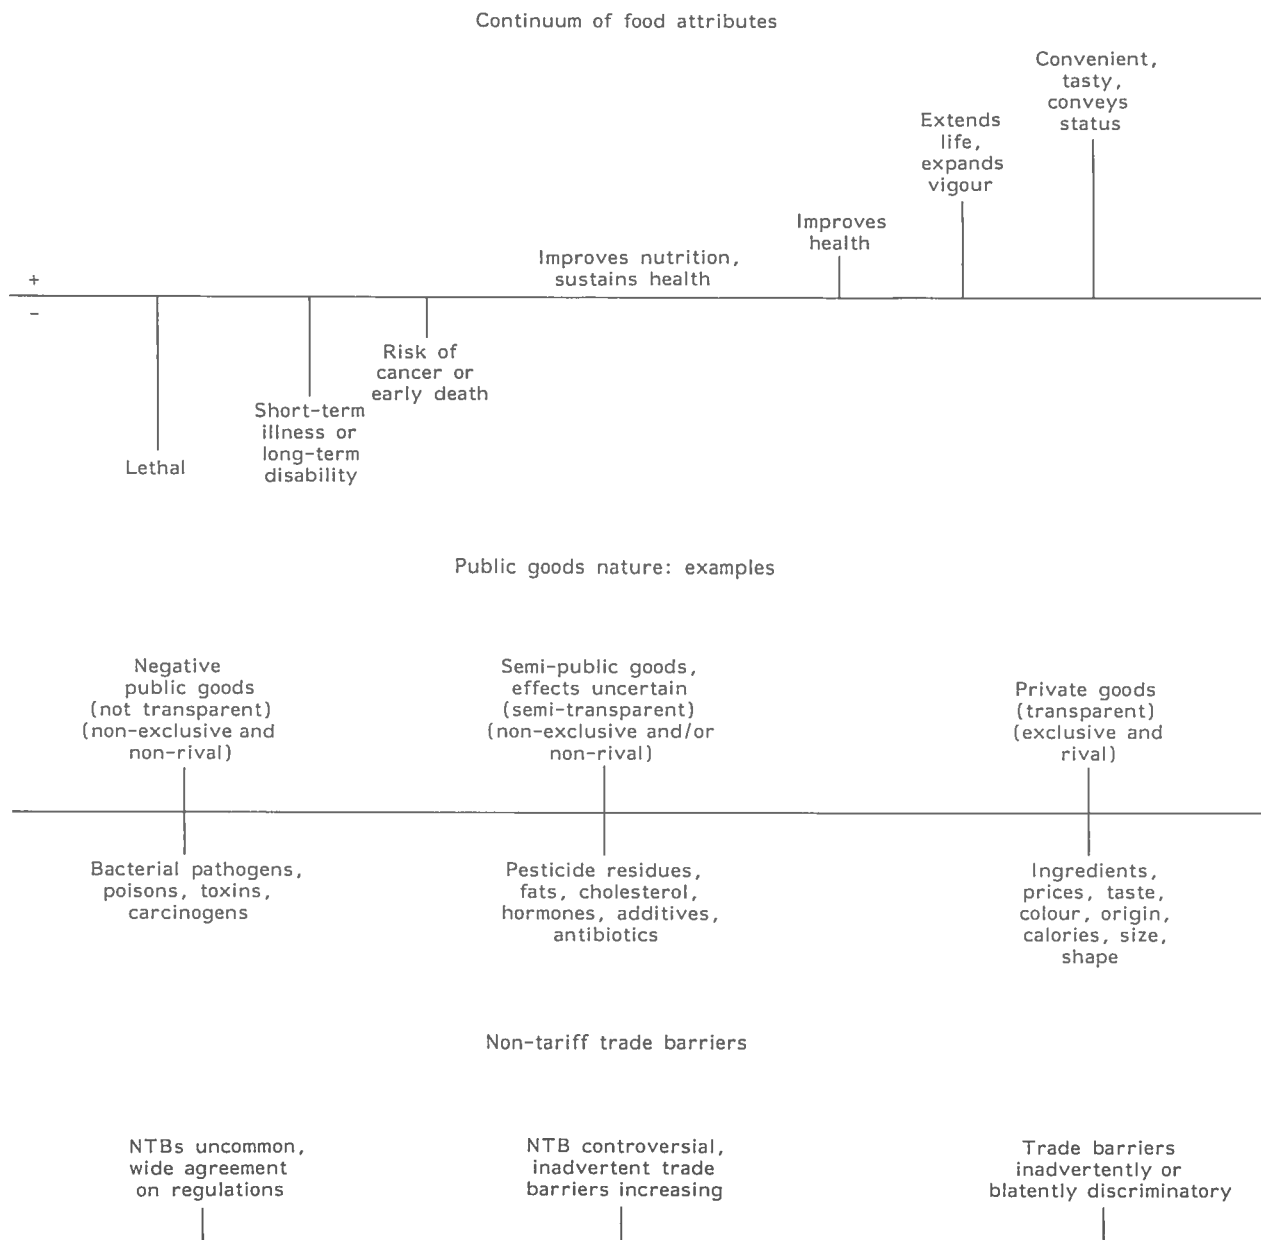 Continuum of food attributes
Convenient,
tasty,
conveys
status
Extends
life,
expands
vigour
Improves
health
Improves nutrition,
sustains health
+
-
Risk of
cancer or
early death
Short-term
illness or
long-term
disability
Lethal
Public goods nature: examples
Negative
public goods
(not transparent)
(non-exclusive and
non-rival)
Semi-public goods,
effects uncertain
(semi-transparent)
(non-exclusive and/or
non-rival)
Private goods
(transparent)
(exclusive and
rival)
Bacterial pathogens,
poisons, toxins,
carcinogens
Pesticide residues,
fats, cholesterol,
hormones, additives,
antibiotics
Ingredients,
prices, taste,
colour, origin,
calories, size,
shape
Non-tariff trade barriers
NTBs uncommon,
wide agreement
on regulations
NTB controversial,
inadvertent trade
barriers increasing
Trade barriers
inadvertently or
blatently discriminatory